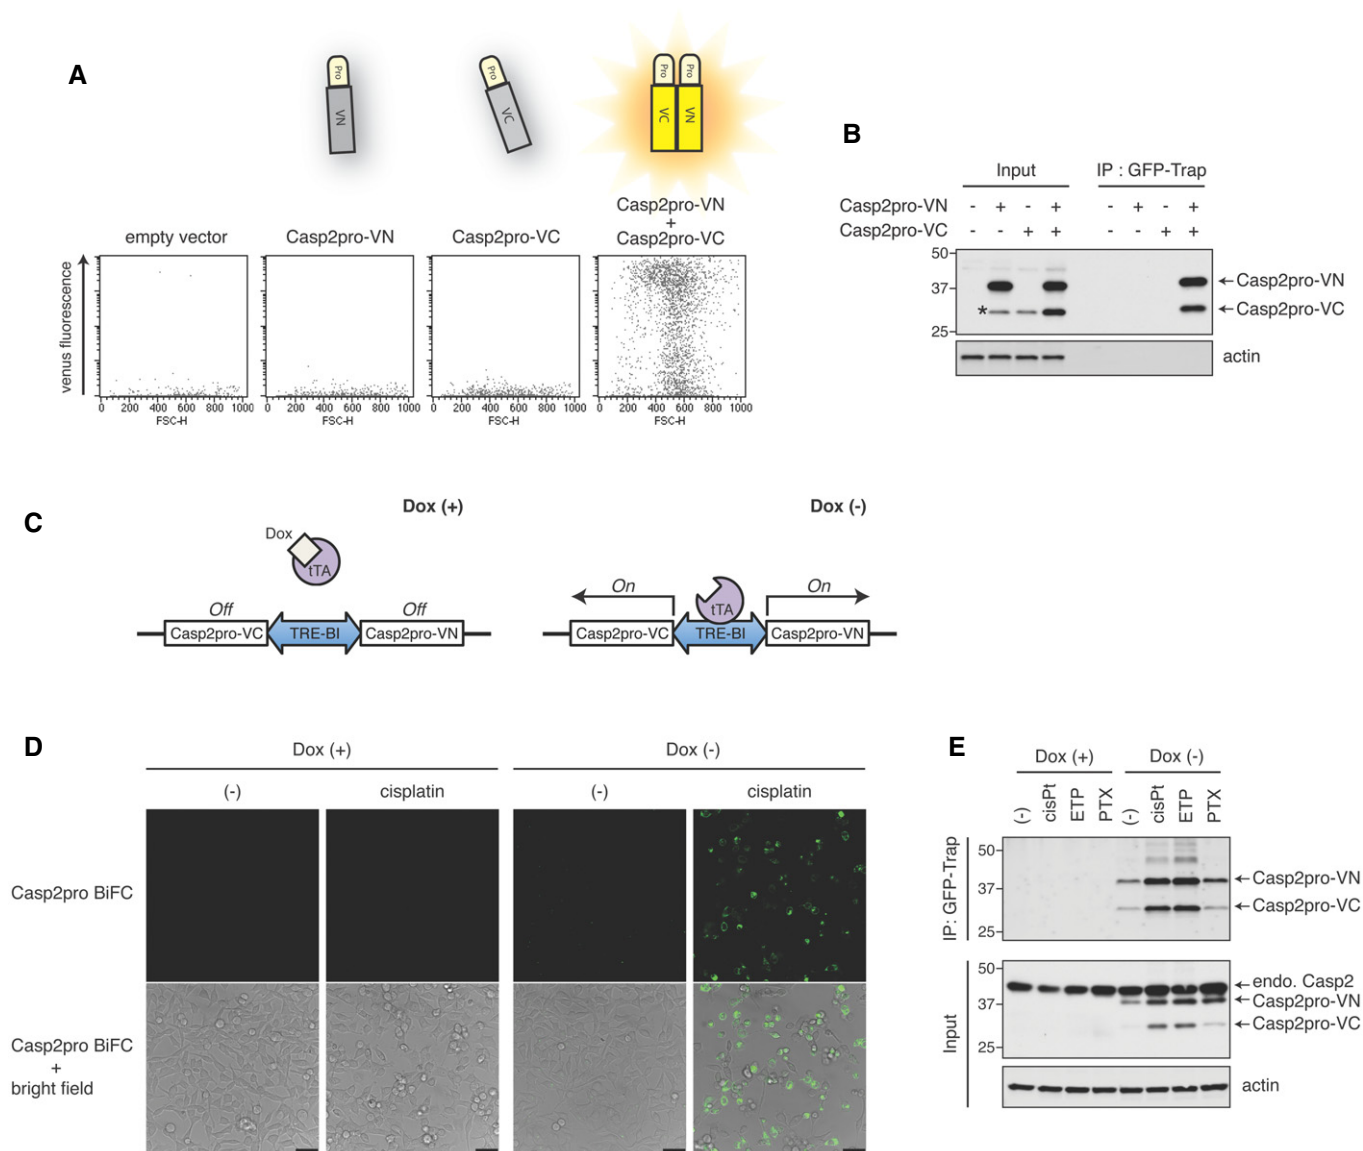 A
Pro
VN
Pro
VC
Pro
Pro
VC
VN
empty vector
Casp2pro-VN
Casp2pro-VC
Casp2pro-VN
+
Casp2pro-VC
venus fluorescence
0 200 400 600 800 1000
FSC-H
0 200 400 600 800 1000
FSC-H
0 200 400 600 800 1000
FSC-H
0 200 400 600 800 1000
FSC-H
B
Input
IP : GFP-Trap
Casp2pro-VN - + - + - + - +
Casp2pro-VC - - + + - - + +
50
37
*
25
Casp2pro-VN
Casp2pro-VC
actin
C
Dox (+)
Dox
tTA
Off
Off
Casp2pro-VC
TRE-BI
Casp2pro-VN
Dox (-)
On
tTA
On
Casp2pro-VC
TRE-BI
Casp2pro-VN
D
Dox (+)
Dox (-)
(-)
cisplatin
(-)
cisplatin
Casp2pro BiFC
Casp2pro BiFC
+
bright field
E
Dox (+)
Dox (-)
(-) cisPt ETP PTX (-) cisPt ETP PTX
IP: GFP-Trap
50
37
25
Casp2pro-VN
Casp2pro-VC
Input
50
37
25
endo. Casp2
Casp2pro-VN
Casp2pro-VC
actin